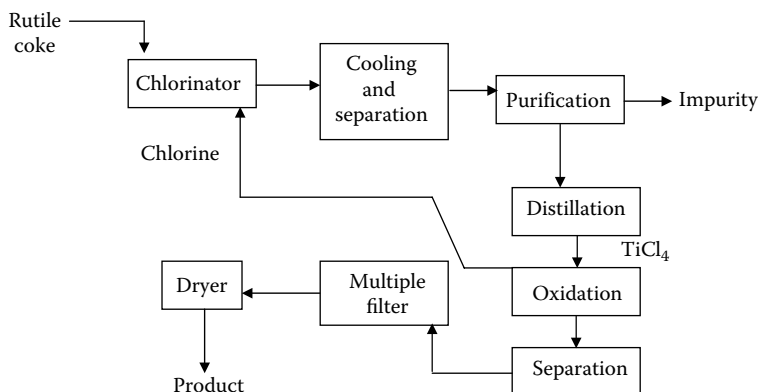 Rutile
coke
Chlorinator
Cooling
and
separation
Purification
Impurity
Chlorine
Distillation
TiCl₄
Dryer
Multiple
filter
Oxidation
Separation
Product